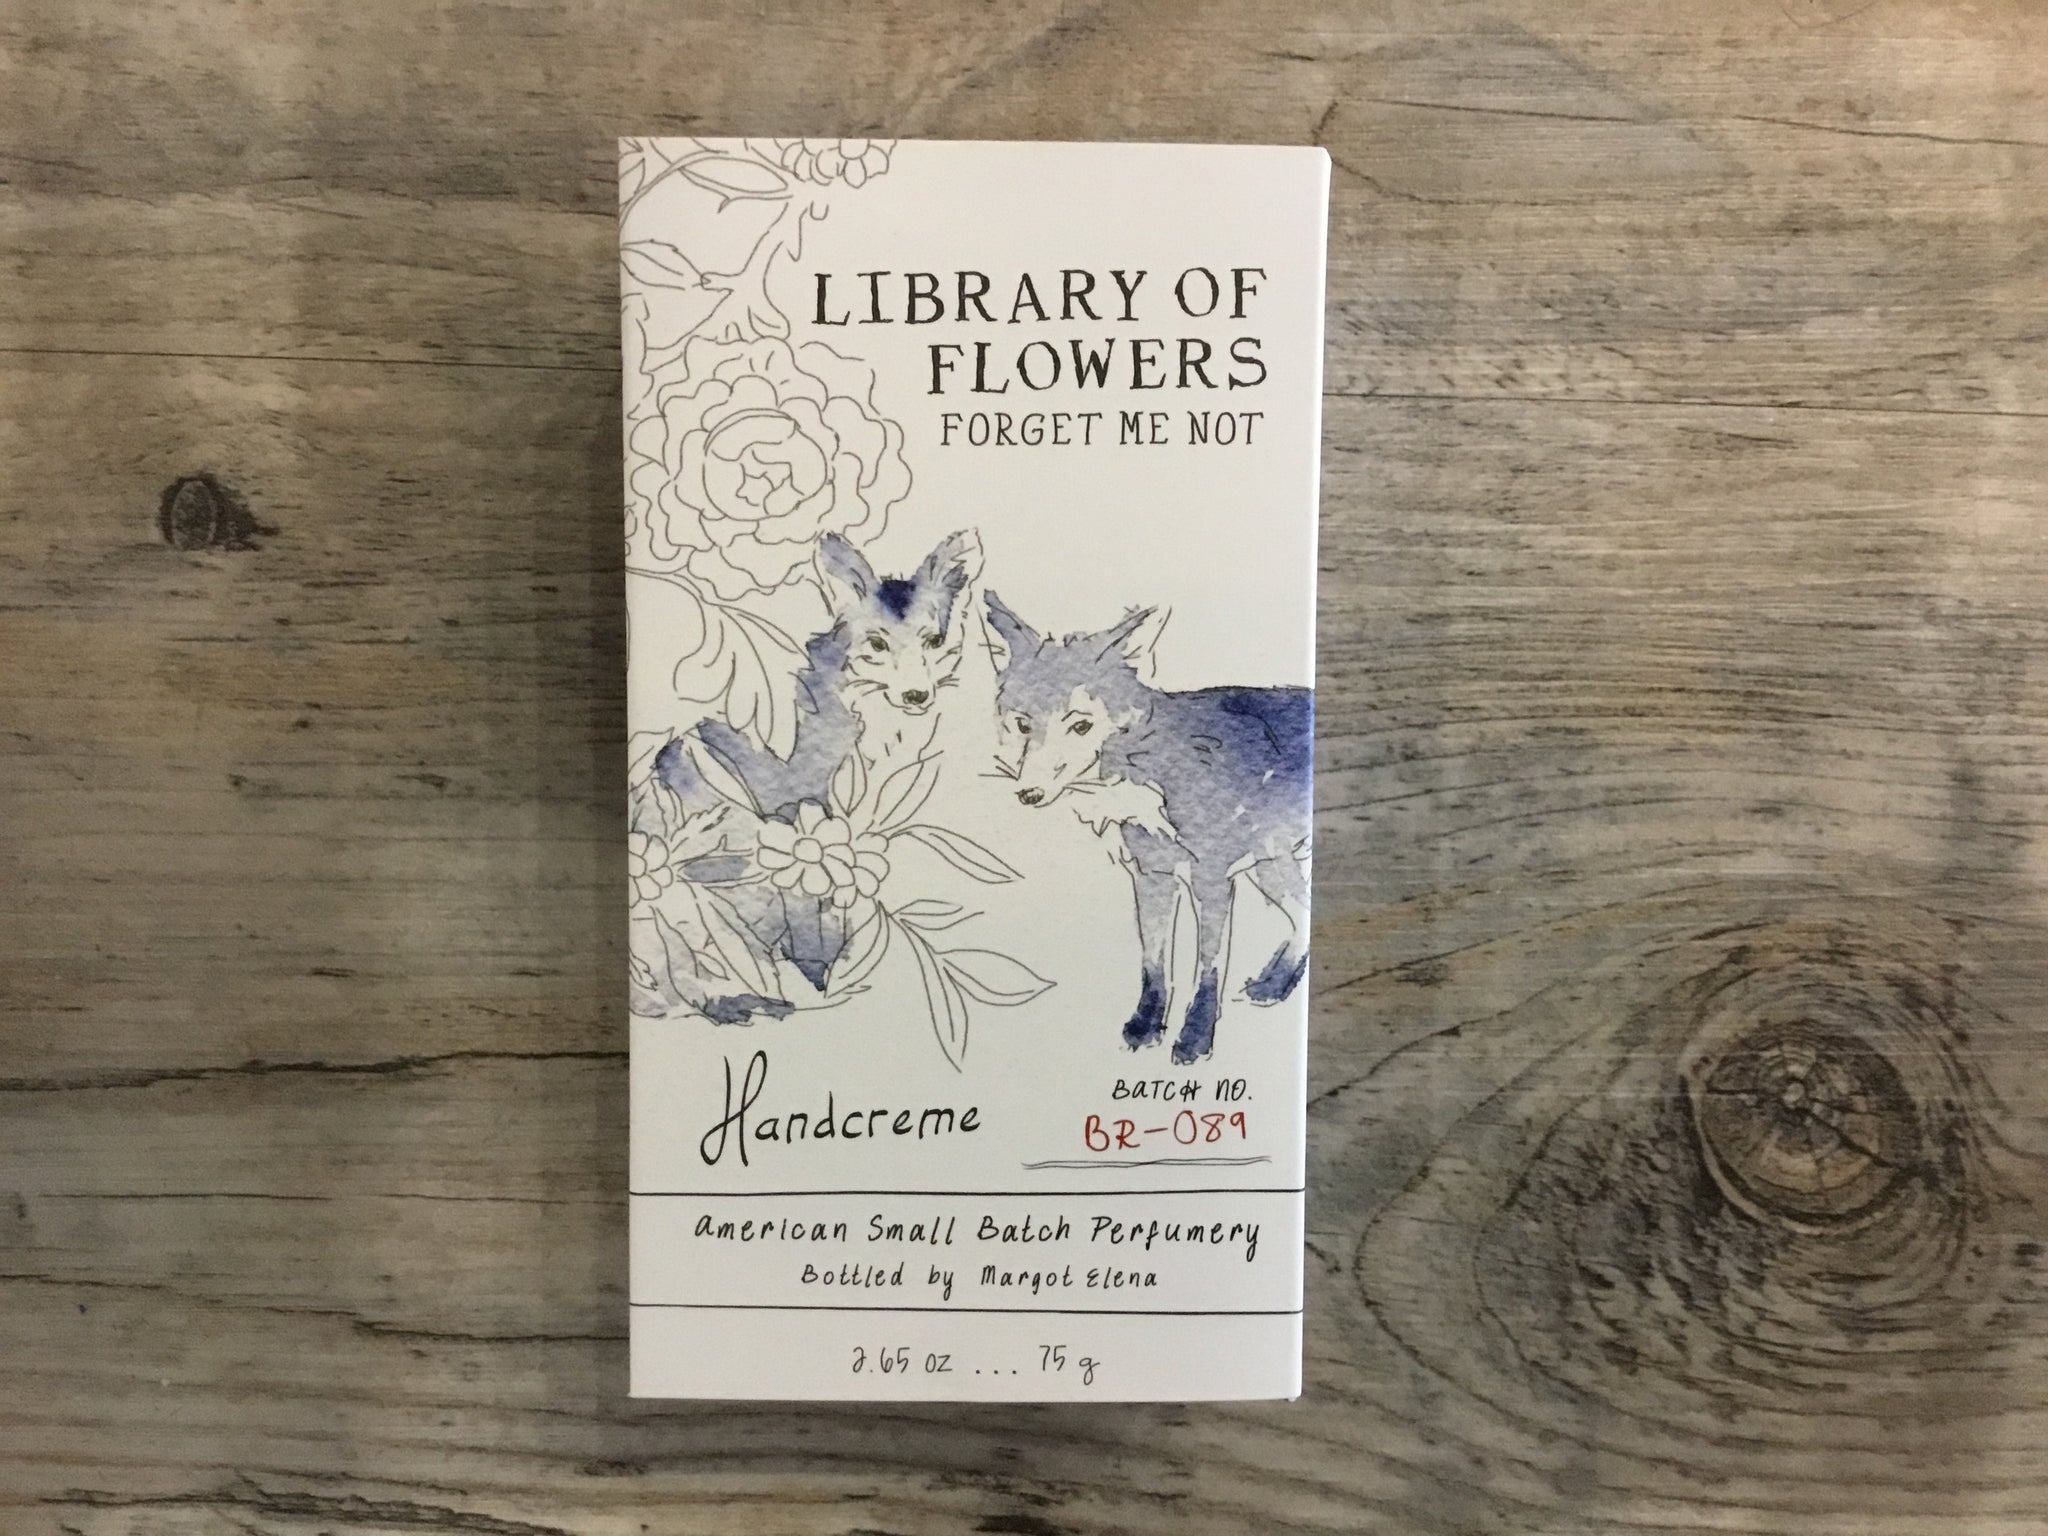 LIBRARY OF
FLOWERS
FORGET ME NOT
Handcreme
BATCH NO.
BR-089
American Small Batch Perfumery
Bottled by Margot Elena
2.65 oz ... 75 g